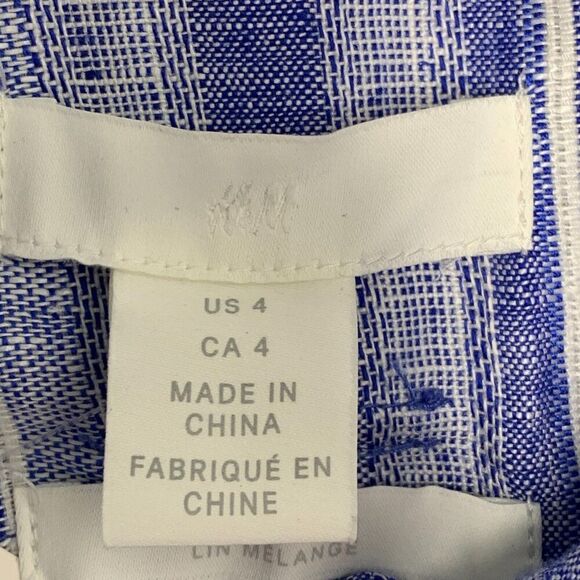 H&M
US 4
CA 4
MADE IN
CHINA
FABRIQUÉ EN
CHINE
LIN MELANGE